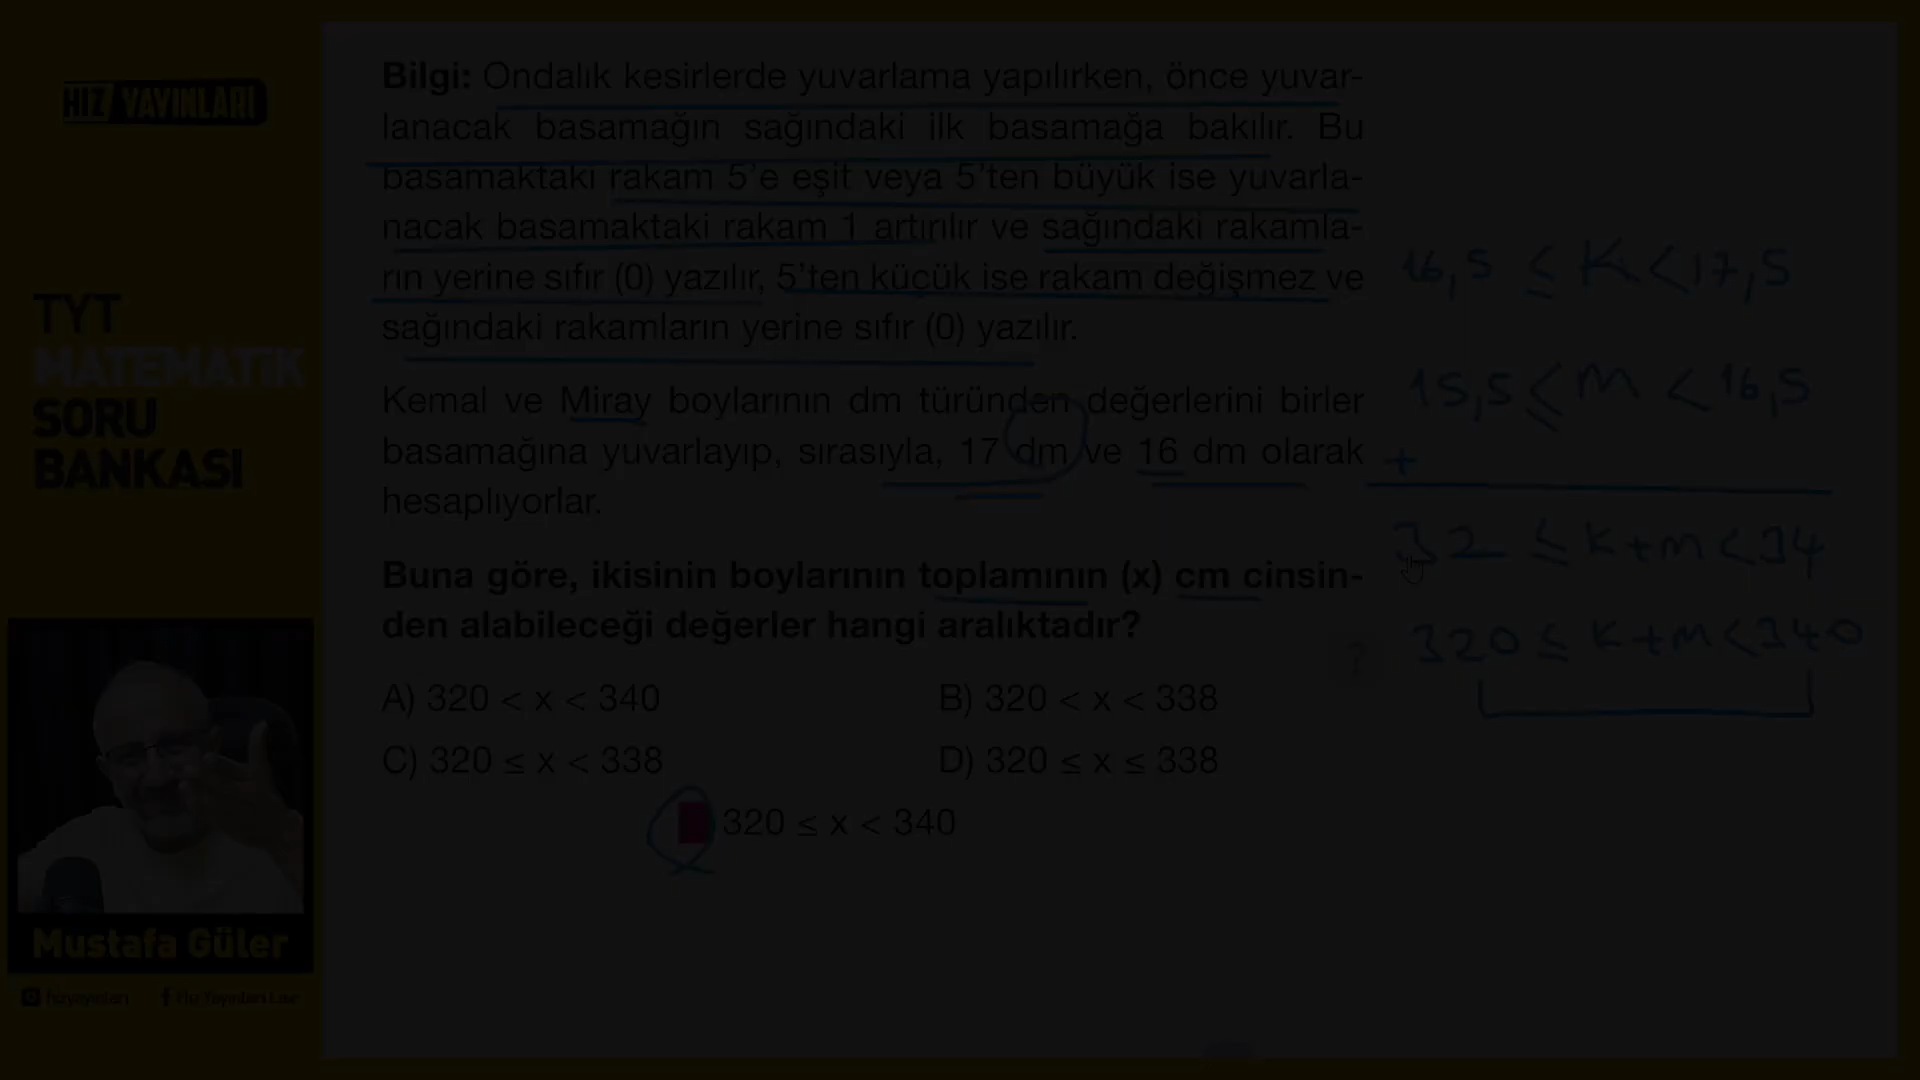 HIZ YAYINLARI
TYT
MATEMATİK
SORU
BANKASI
Mustafa Güler
hizyayinlari
Hız Yayınları Lise
Bilgi: Ondalık kesirlerde yuvarlama yapılırken, önce yuvar-
lanacak basamağın sağındaki ilk basamağa bakılır. Bu
basamaktaki rakam 5'e eşit veya 5'ten büyük ise yuvarla-
nacak basamaktaki rakam 1 artırılır ve sağındaki rakamla-
rın yerine sıfır (0) yazılır, 5'ten küçük ise rakam değişmez ve
sağındaki rakamların yerine sıfır (0) yazılır.
Kemal ve Miray boylarının dm türünden değerlerini birler
basamağına yuvarlayıp, sırasıyla, 17 dm ve 16 dm olarak
hesaplıyorlar.
Buna göre, ikisinin boylarının toplamının (x) cm cinsin-
den alabileceği değerler hangi aralıktadır?
A) 320 < x < 340
B) 320 < x < 338
C) 320 ≤ x < 338
D) 320 ≤ x ≤ 338
320 ≤ x < 340
16,5 ≤ K < 17,5
15,5 ≤ m < 16,5
+
32 ≤ k + m < 34
320 ≤ k + m < 340